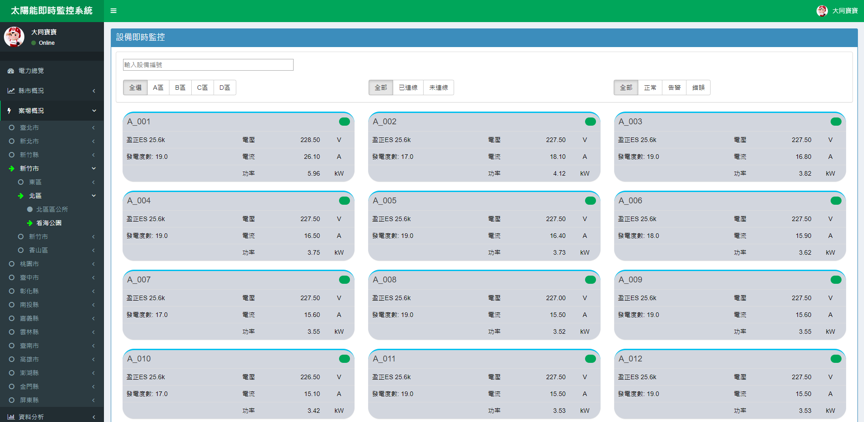 太陽能即時監控系統
大同寶寶
大同寶寶
Online
設備即時監控
電力總覽
縣市概況
案場概況
臺北市
新北市
新竹縣
新竹市
東區
北區
北區區公所
看海公園
新竹市
香山區
桃園市
臺中市
彰化縣
南投縣
嘉義縣
雲林縣
臺南市
高雄市
澎湖縣
金門縣
屏東縣
資料分析
輸入設備編號
全選 A區 B區 C區 D區
全部 已連線 未連線
全部 正常 告警 維護
A_001
盈正ES 25.6k 電壓 228.50 V
發電度數: 19.0 電流 26.10 A
功率 5.96 kW
A_002
盈正ES 25.6k 電壓 227.50 V
發電度數: 17.0 電流 18.10 A
功率 4.12 kW
A_003
盈正ES 25.6k 電壓 227.50 V
發電度數: 19.0 電流 16.80 A
功率 3.82 kW
A_004
盈正ES 25.6k 電壓 227.50 V
發電度數: 19.0 電流 16.50 A
功率 3.75 kW
A_005
盈正ES 25.6k 電壓 227.50 V
發電度數: 19.0 電流 16.40 A
功率 3.73 kW
A_006
盈正ES 25.6k 電壓 227.50 V
發電度數: 18.0 電流 15.90 A
功率 3.62 kW
A_007
盈正ES 25.6k 電壓 227.50 V
發電度數: 17.0 電流 15.60 A
功率 3.55 kW
A_008
盈正ES 25.6k 電壓 227.00 V
發電度數: 19.0 電流 15.50 A
功率 3.52 kW
A_009
盈正ES 25.6k 電壓 227.50 V
發電度數: 19.0 電流 15.60 A
功率 3.55 kW
A_010
盈正ES 25.6k 電壓 226.50 V
發電度數: 17.0 電流 15.10 A
功率 3.42 kW
A_011
盈正ES 25.6k 電壓 227.50 V
發電度數: 19.0 電流 15.50 A
功率 3.53 kW
A_012
盈正ES 25.6k 電壓 227.50 V
發電度數: 19.0 電流 15.50 A
功率 3.53 kW